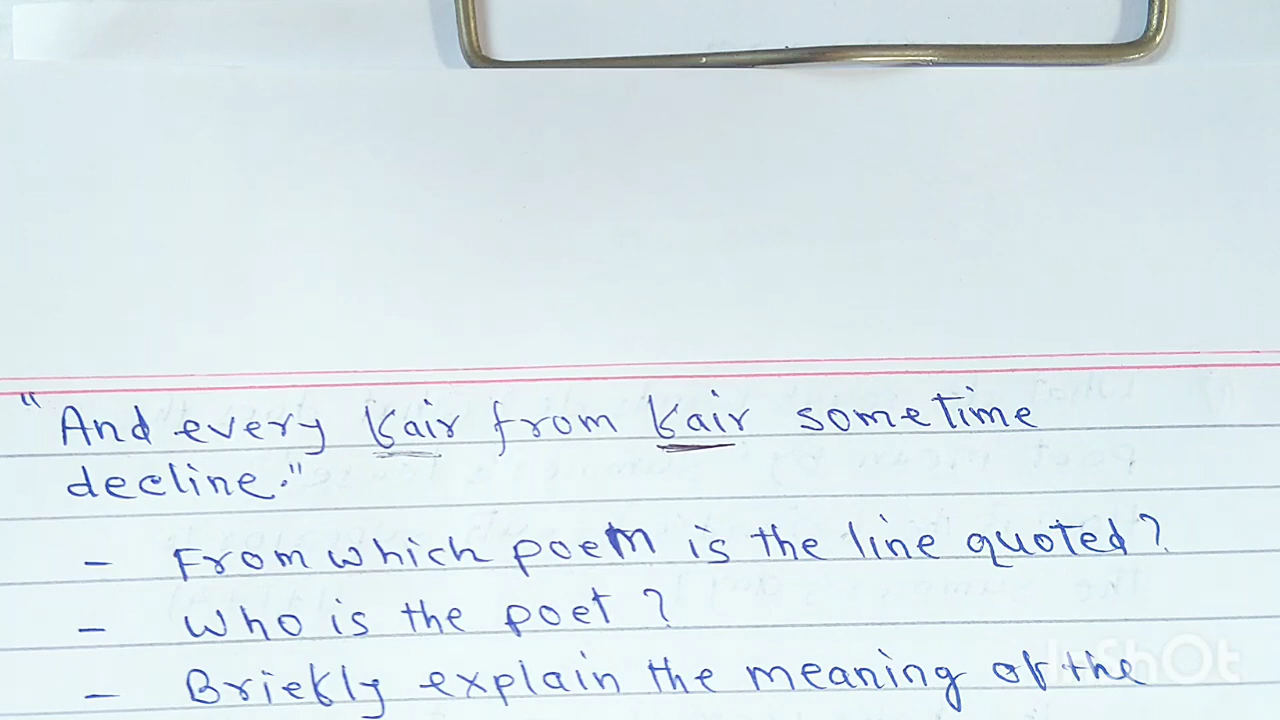 "And every fair from fair sometime
decline."
- From which poem is the line quoted?
- Who is the poet?
- Briefly explain the meaning of the
InShOt